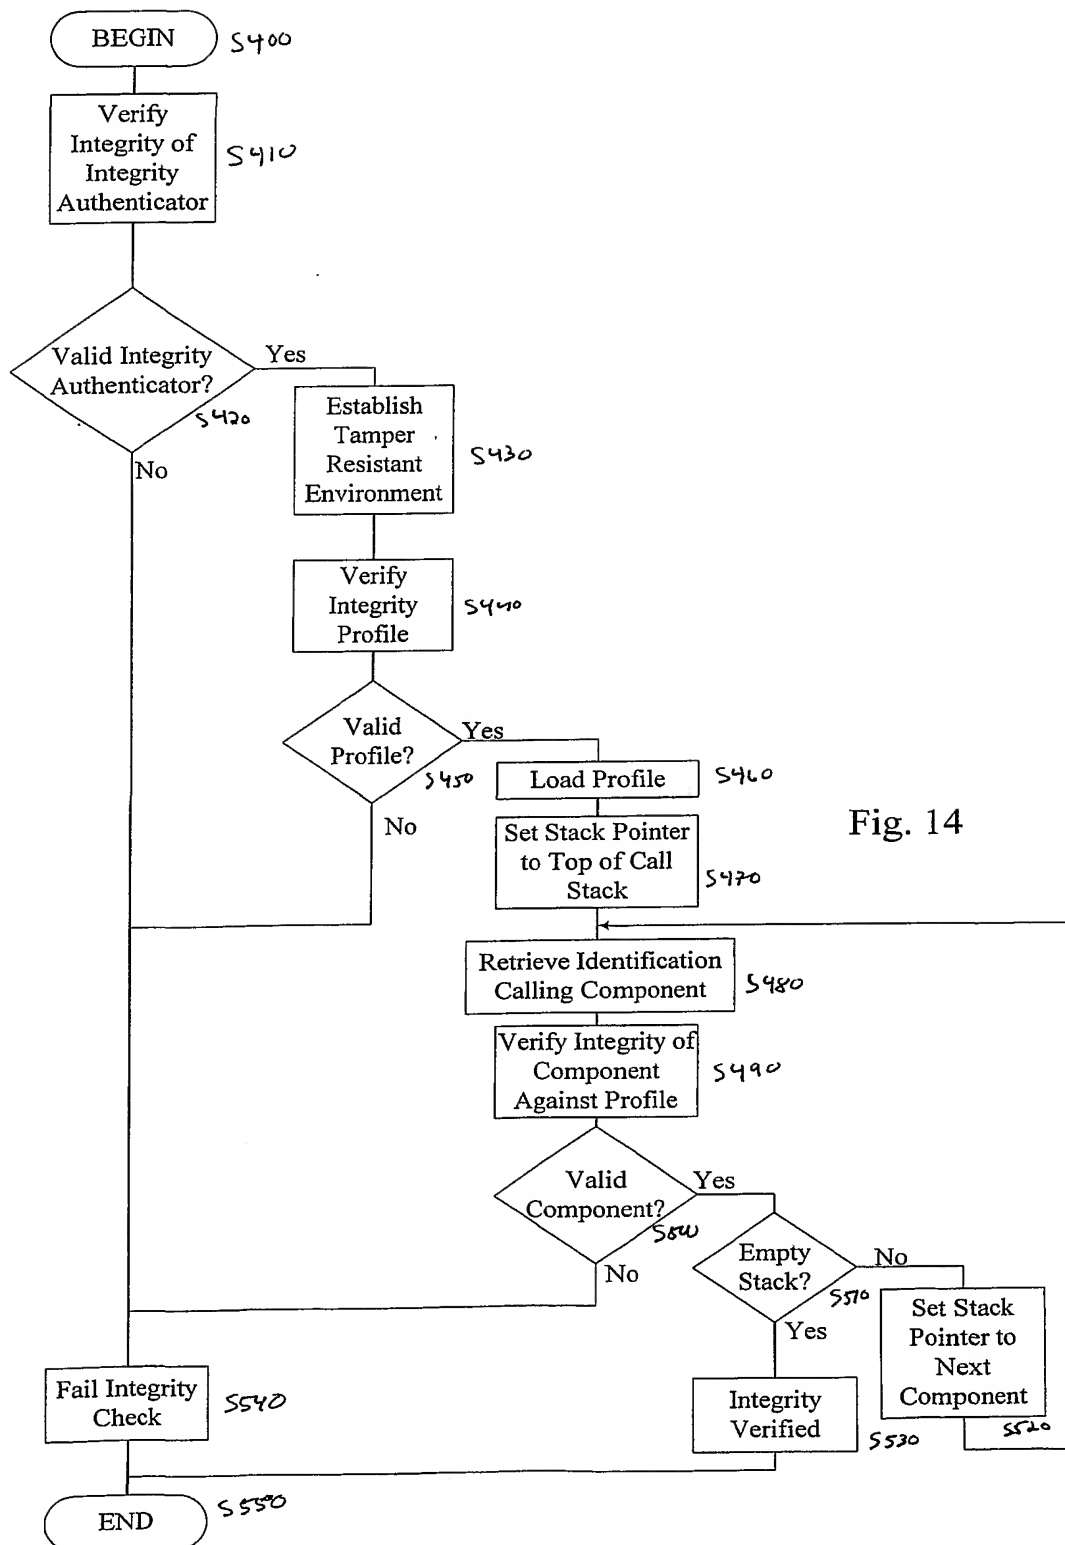 BEGIN
S400
Verify
Integrity of
Integrity
Authenticator
S410
Valid Integrity
Authenticator?
S420
Yes
No
Establish
Tamper
Resistant
Environment
S430
Verify
Integrity
Profile
S440
Valid
Profile?
S450
Yes
No
Load Profile
S460
Fig. 14
Set Stack Pointer
to Top of Call
Stack
S470
Retrieve Identification
Calling Component
S480
Verify Integrity of
Component
Against Profile
S490
Valid
Component?
S500
Yes
No
Empty
Stack?
S510
No
Yes
Set Stack
Pointer to
Next
Component
S520
Integrity
Verified
S530
Fail Integrity
Check
S540
END
S550